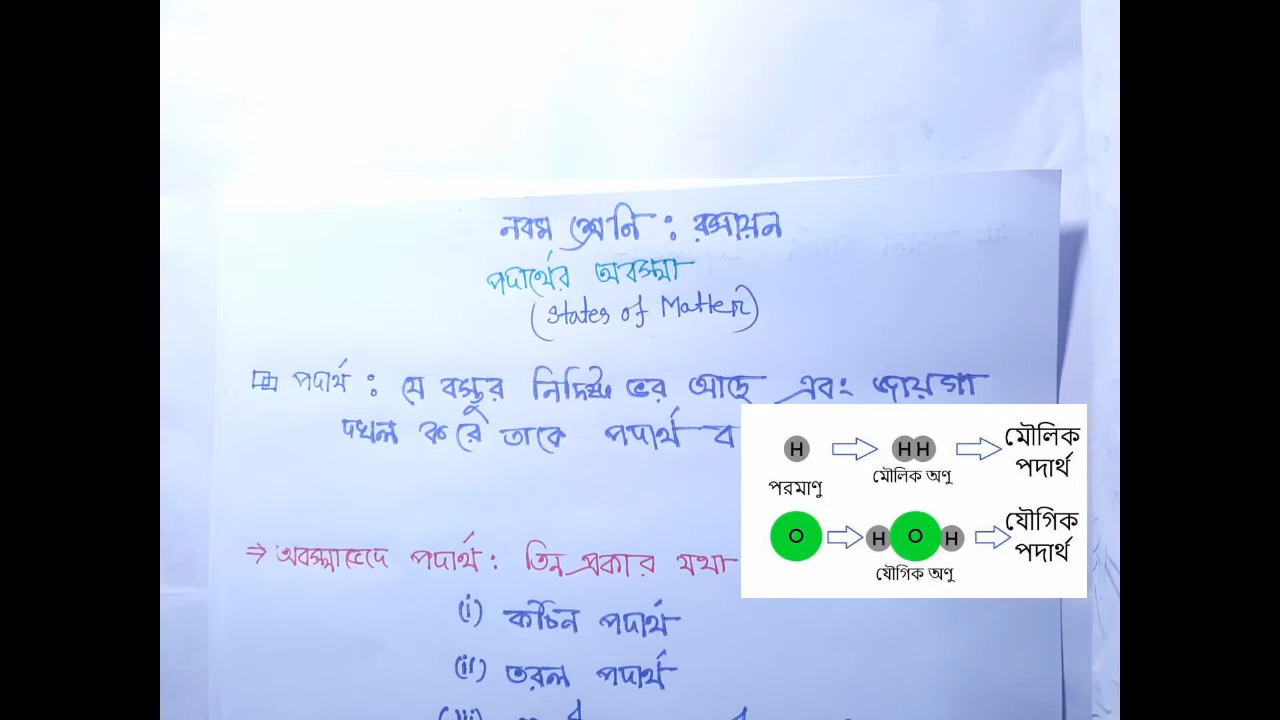 নবম শ্রেনি : রসায়ন
পদার্থের অবস্থা
(States of Matter)
পদার্থ : যে বস্তুর নির্দিষ্ট ভর আছে এবং জায়গা
দখল করে তাকে পদার্থ ব
⇒ অবস্থাভেদে পদার্থ : তিন প্রকার যথা
(i) কঠিন পদার্থ
(ii) তরল পদার্থ
H
HH
মৌলিক পদার্থ
পরমাণু
মৌলিক অণু
O
H O H
যৌগিক পদার্থ
যৌগিক অণু